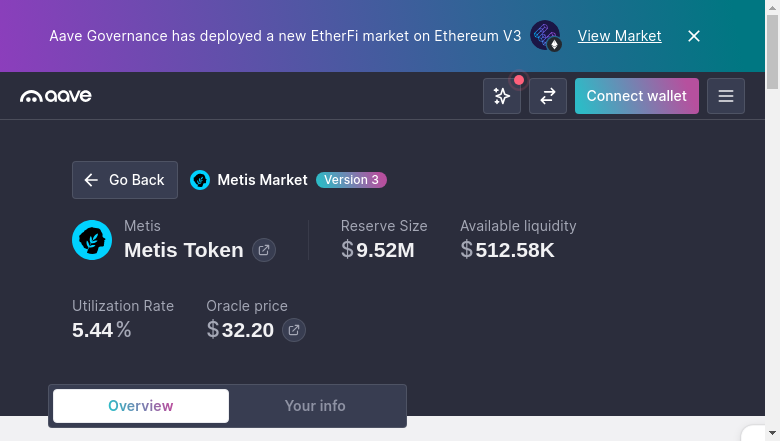 Aave Governance has deployed a new EtherFi market on Ethereum V3 View Market
aave
Connect wallet
Go Back
Metis Market
Version 3
Metis
Metis Token
Reserve Size
$9.52M
Available liquidity
$512.58K
Utilization Rate
5.44%
Oracle price
$32.20
Overview
Your info